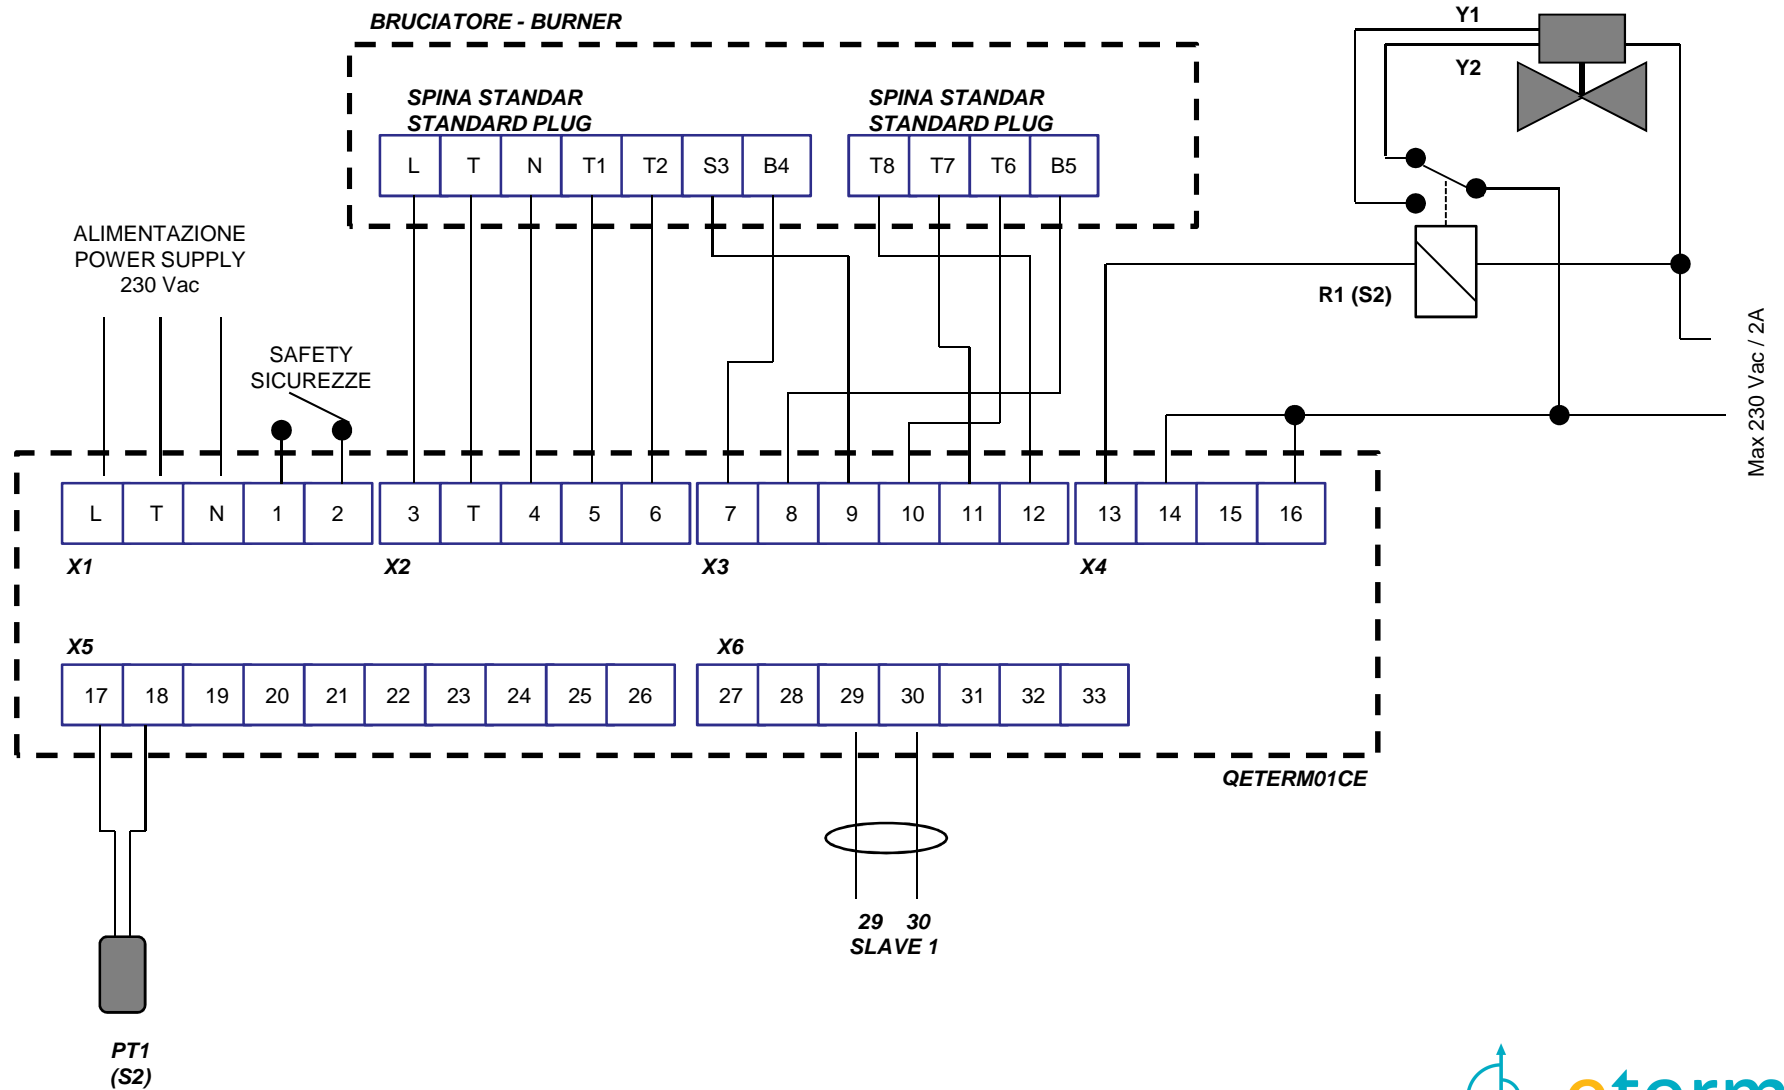 BRUCIATORE - BURNER
Y1
Y2
SPINA STANDAR
STANDARD PLUG
SPINA STANDAR
STANDARD PLUG
L T N T1 T2 S3 B4
T8 T7 T6 B5
ALIMENTAZIONE
POWER SUPPLY
230 Vac
SAFETY
SICUREZZE
R1 (S2)
Max 230 Vac / 2A
L T N 1 2 3 T 4 5 6 7 8 9 10 11 12 13 14 15 16
X1 X2 X3 X4
X5 X6
17 18 19 20 21 22 23 24 25 26 27 28 29 30 31 32 33
QETERM01CE
29 30
SLAVE 1
PT1
(S2)